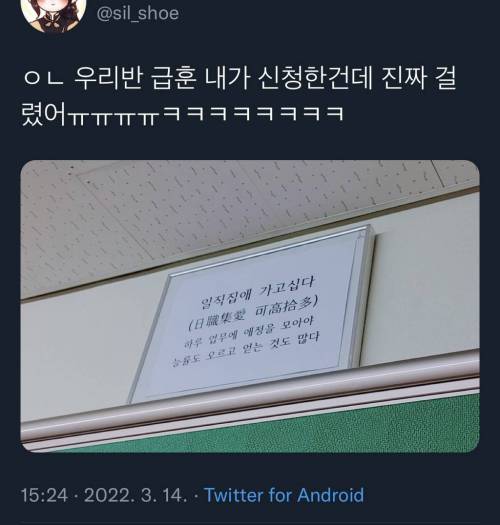 @sil_shoe
ㅇㄴ 우리반 급훈 내가 신청한건데 진짜 걸
렸어ㅠㅠㅠㅠㅋㅋㅋㅋㅋㅋㅋㅋ
일직집애 가고십다
(日職集愛 可高拾多)
하루 업무에 애정을 모아야
능률도 오르고 얻는 것도 많다
15:24 · 2022. 3. 14. · Twitter for Android